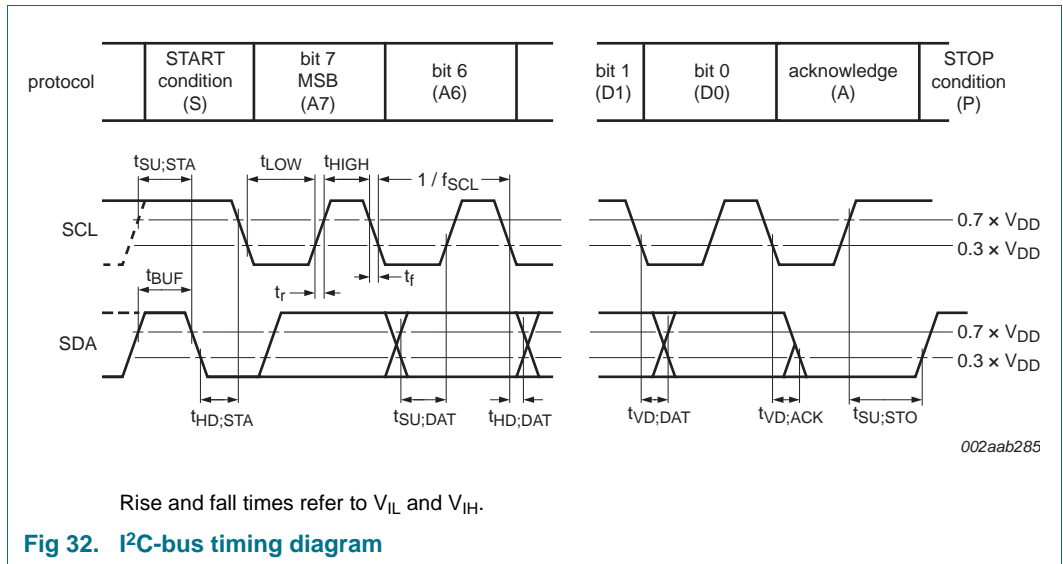 protocol
START
condition
(S)
bit 7
MSB
(A7)
bit 6
(A6)
bit 1
(D1)
bit 0
(D0)
acknowledge
(A)
STOP
condition
(P)
tSU;STA
tLOW
tHIGH
1 / fSCL
SCL
0.7 × VDD
0.3 × VDD
tBUF
tr
tf
SDA
0.7 × VDD
0.3 × VDD
tHD;STA
tSU;DAT
tHD;DAT
tVD;DAT
tVD;ACK
tSU;STO
002aab285
Rise and fall times refer to VIL and VIH.
Fig 32. I²C-bus timing diagram